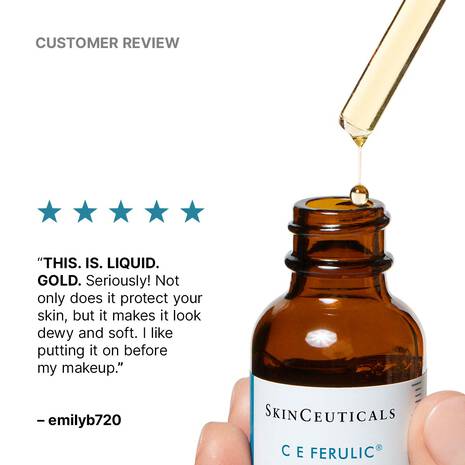 CUSTOMER REVIEW
“THIS. IS. LIQUID.
GOLD. Seriously! Not
only does it protect your
skin, but it makes it look
dewy and soft. I like
putting it on before
my makeup.”
– emilyb720
SKINCEUTICALS
C E FERULIC®